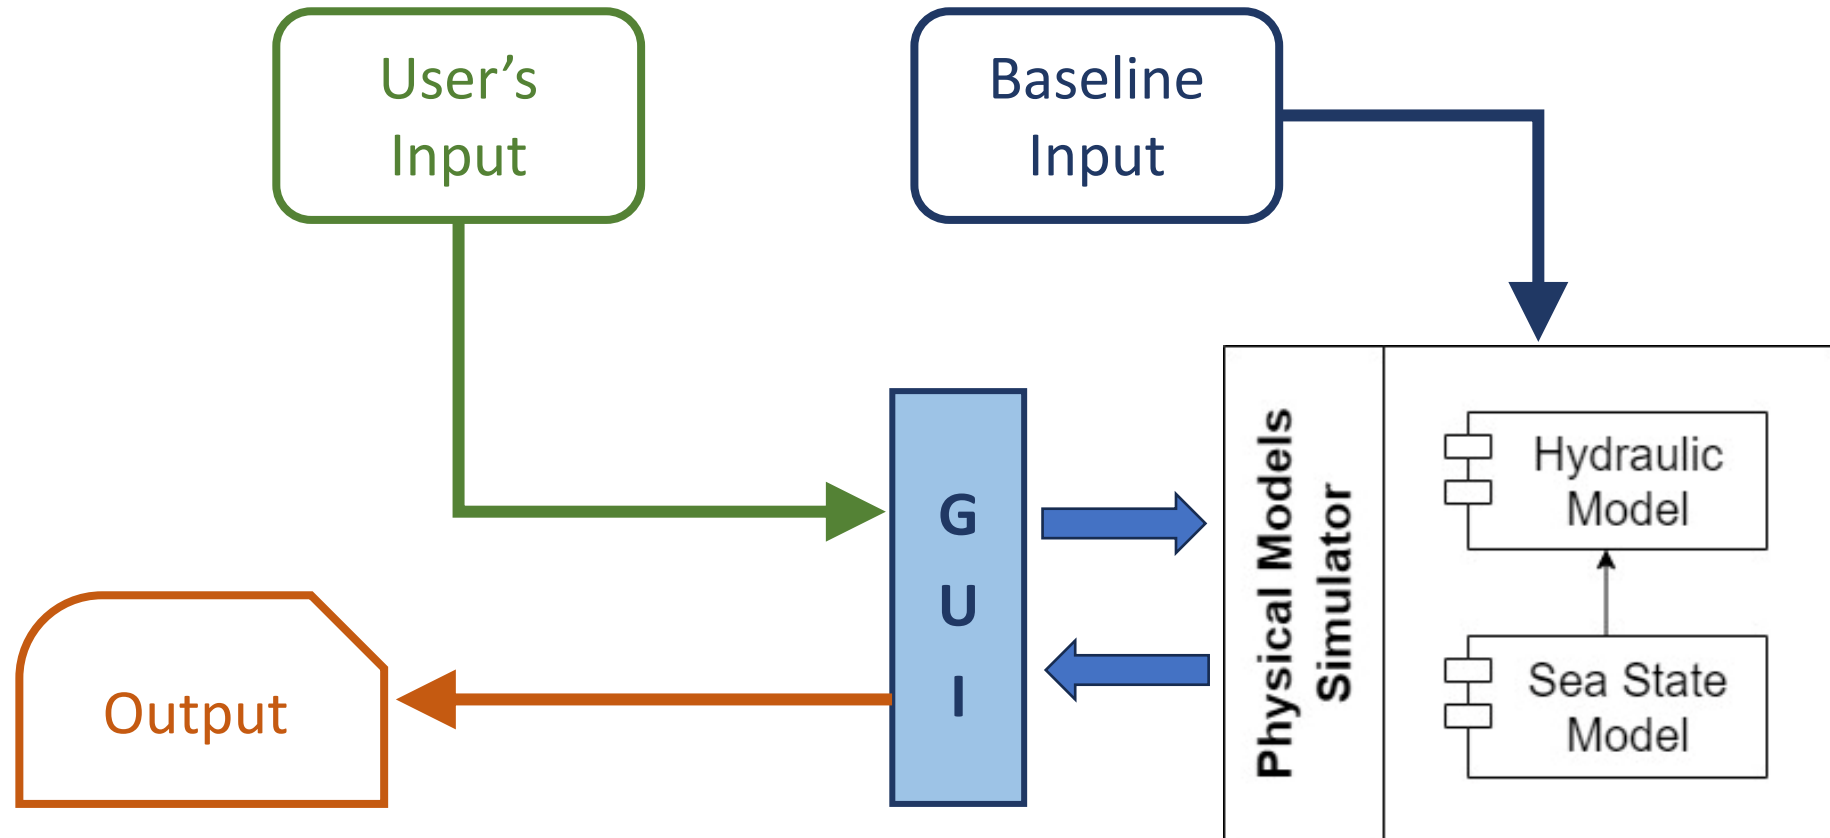 User’s
Input
Baseline
Input
G
U
I
Output
Physical Models
Simulator
Hydraulic
Model
Sea State
Model